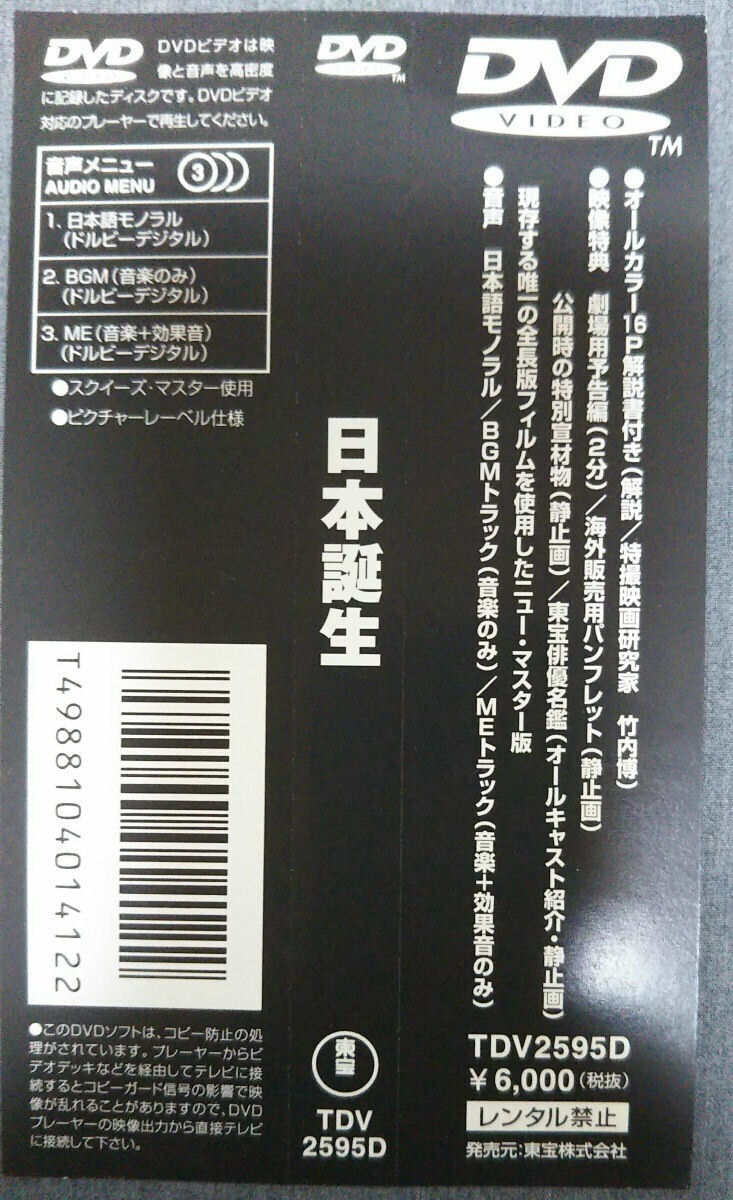 DVD
DVDビデオは映
像と音声を高密度
に記録したディスクです。DVDビデオ
対応のプレーヤーで再生してください。
音声メニュー
AUDIO MENU
3
1. 日本語モノラル
(ドルビーデジタル)
2. BGM(音楽のみ)
(ドルビーデジタル)
3. ME(音楽+効果音)
(ドルビーデジタル)
●スクイーズ・マスター使用
●ピクチャーレーベル仕様
T4988104014122
●このDVDソフトは、コピー防止の処
理がされています。プレーヤーからビ
デオデッキなどを経由してテレビに接
続するとコピーガード信号の影響で映
像が乱れることがありますので、DVD
プレーヤーの映像出力から直接テレビ
に接続して下さい。
DVD
TM
日本誕生
東宝
TDV
2595D
DVD
VIDEO
TM
●オールカラー16P解説書付き(解説/特撮映画研究家 竹内博)
●映像特典 劇場用予告編(2分)/海外販売用パンフレット(静止画)
公開時の特別宣材物(静止画)/東宝俳優名鑑(オールキャスト紹介・静止画)
現存する唯一の全長版フィルムを使用したニュー・マスター版
●音声 日本語モノラル/BGMトラック(音楽のみ)/MEトラック(音楽+効果音のみ)
TDV2595D
¥6,000(税抜)
レンタル禁止
発売元:東宝株式会社